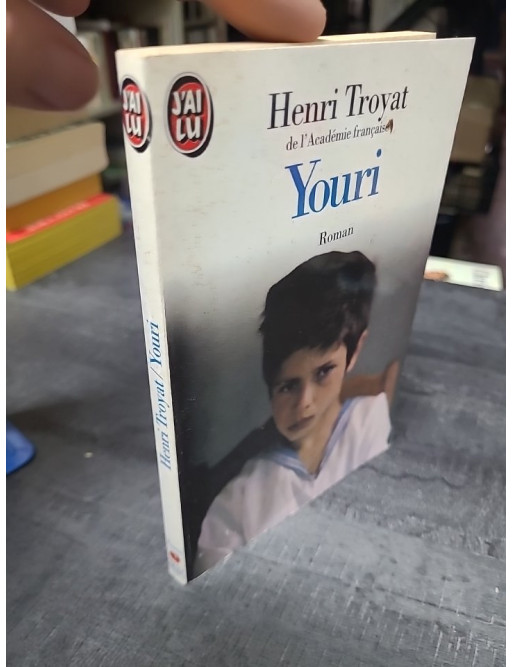 J'AI
LU
J'AI
LU
Henri Troyat
de l'Académie française
Youri
Roman
Henri Troyat / Youri